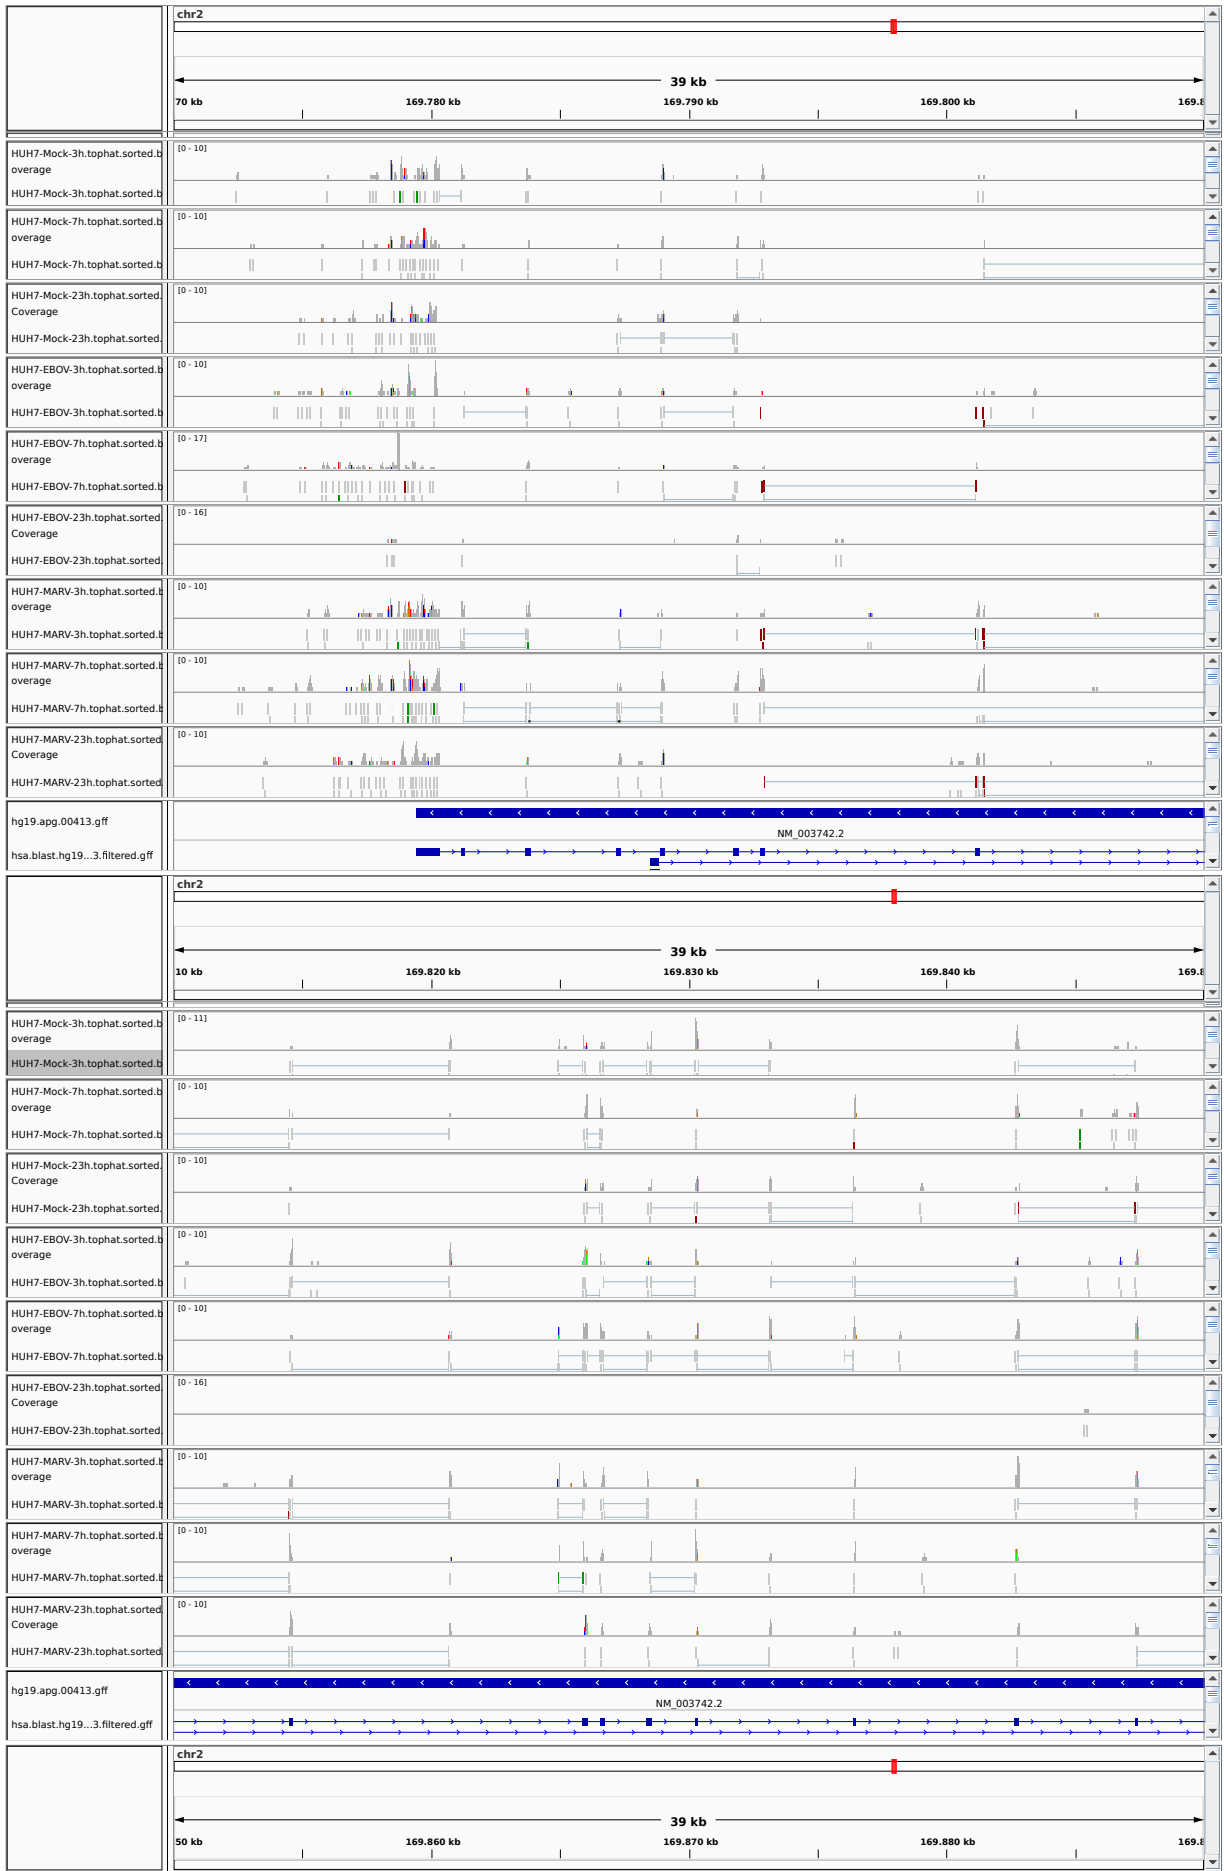 chr2
39 kb
70 kb 169.780 kb 169.790 kb 169.800 kb 169.8
HUH7-Mock-3h.tophat.sorted.b [0 - 10]
overage
HUH7-Mock-3h.tophat.sorted.b
HUH7-Mock-7h.tophat.sorted.b [0 - 10]
overage
HUH7-Mock-7h.tophat.sorted.b
HUH7-Mock-23h.tophat.sorted. [0 - 10]
Coverage
HUH7-Mock-23h.tophat.sorted.
HUH7-EBOV-3h.tophat.sorted.b [0 - 10]
overage
HUH7-EBOV-3h.tophat.sorted.b
HUH7-EBOV-7h.tophat.sorted.b [0 - 17]
overage
HUH7-EBOV-7h.tophat.sorted.b
HUH7-EBOV-23h.tophat.sorted. [0 - 16]
Coverage
HUH7-EBOV-23h.tophat.sorted.
HUH7-MARV-3h.tophat.sorted.b [0 - 10]
overage
HUH7-MARV-3h.tophat.sorted.b
HUH7-MARV-7h.tophat.sorted.b [0 - 10]
overage
HUH7-MARV-7h.tophat.sorted.b
HUH7-MARV-23h.tophat.sorted [0 - 10]
Coverage
HUH7-MARV-23h.tophat.sorted
hg19.apg.00413.gff
NM_003742.2
hsa.blast.hg19...3.filtered.gff
chr2
39 kb
10 kb 169.820 kb 169.830 kb 169.840 kb 169.8
HUH7-Mock-3h.tophat.sorted.b [0 - 11]
overage
HUH7-Mock-3h.tophat.sorted.b
HUH7-Mock-7h.tophat.sorted.b [0 - 10]
overage
HUH7-Mock-7h.tophat.sorted.b
HUH7-Mock-23h.tophat.sorted. [0 - 10]
Coverage
HUH7-Mock-23h.tophat.sorted.
HUH7-EBOV-3h.tophat.sorted.b [0 - 10]
overage
HUH7-EBOV-3h.tophat.sorted.b
HUH7-EBOV-7h.tophat.sorted.b [0 - 10]
overage
HUH7-EBOV-7h.tophat.sorted.b
HUH7-EBOV-23h.tophat.sorted. [0 - 16]
Coverage
HUH7-EBOV-23h.tophat.sorted.
HUH7-MARV-3h.tophat.sorted.b [0 - 10]
overage
HUH7-MARV-3h.tophat.sorted.b
HUH7-MARV-7h.tophat.sorted.b [0 - 10]
overage
HUH7-MARV-7h.tophat.sorted.b
HUH7-MARV-23h.tophat.sorted [0 - 10]
Coverage
HUH7-MARV-23h.tophat.sorted
hg19.apg.00413.gff
NM_003742.2
hsa.blast.hg19...3.filtered.gff
chr2
39 kb
50 kb 169.860 kb 169.870 kb 169.880 kb 169.8